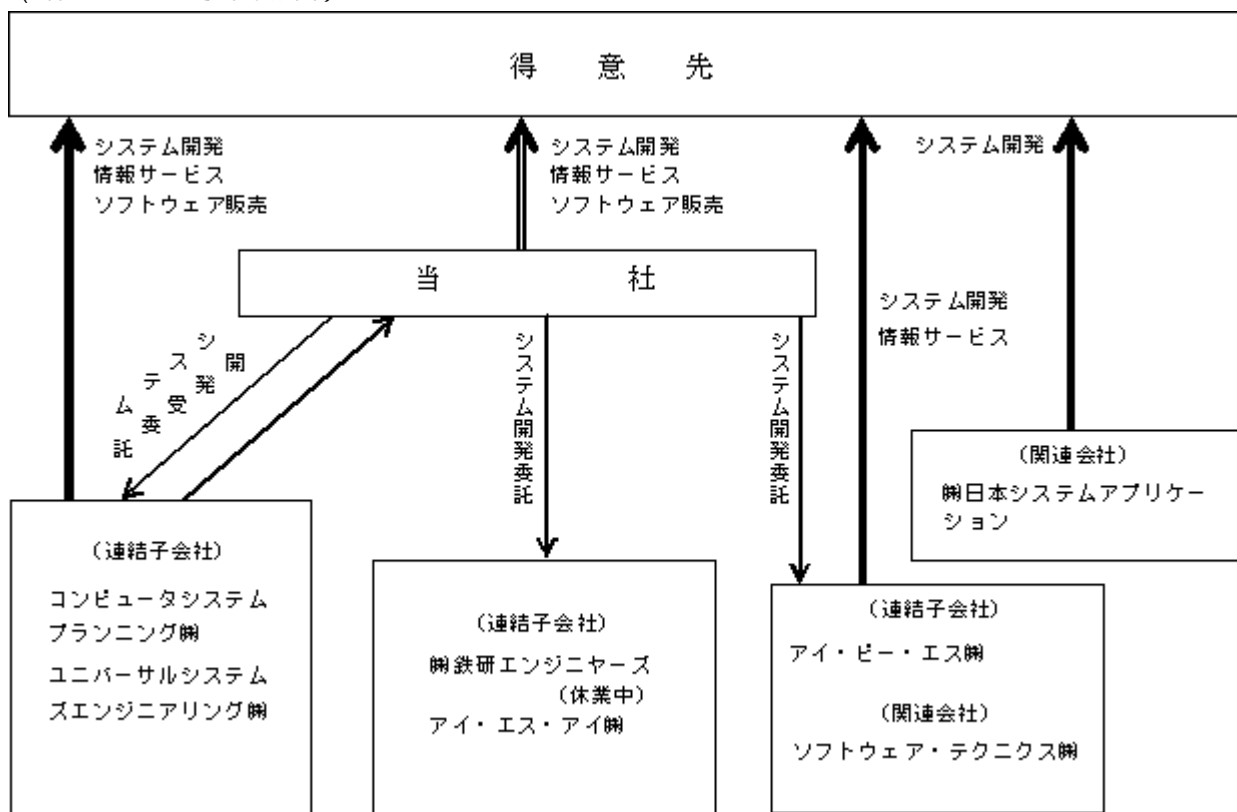 得意先
システム開発
情報サービス
ソフトウェア販売
システム開発
情報サービス
ソフトウェア販売
システム開発
当社
システム開発
情報サービス
システム
開発受委託
システム開発委託
システム開発委託
(関連会社)
㈱日本システムアプリケー
ション
(連結子会社)
コンピュータシステム
プランニング㈱
ユニバーサルシステム
ズエンジニアリング㈱
(連結子会社)
㈱鉄研エンジニヤーズ
(休業中)
アイ・エス・アイ㈱
(連結子会社)
アイ・ピー・エス㈱
(関連会社)
ソフトウェア・テクニクス㈱